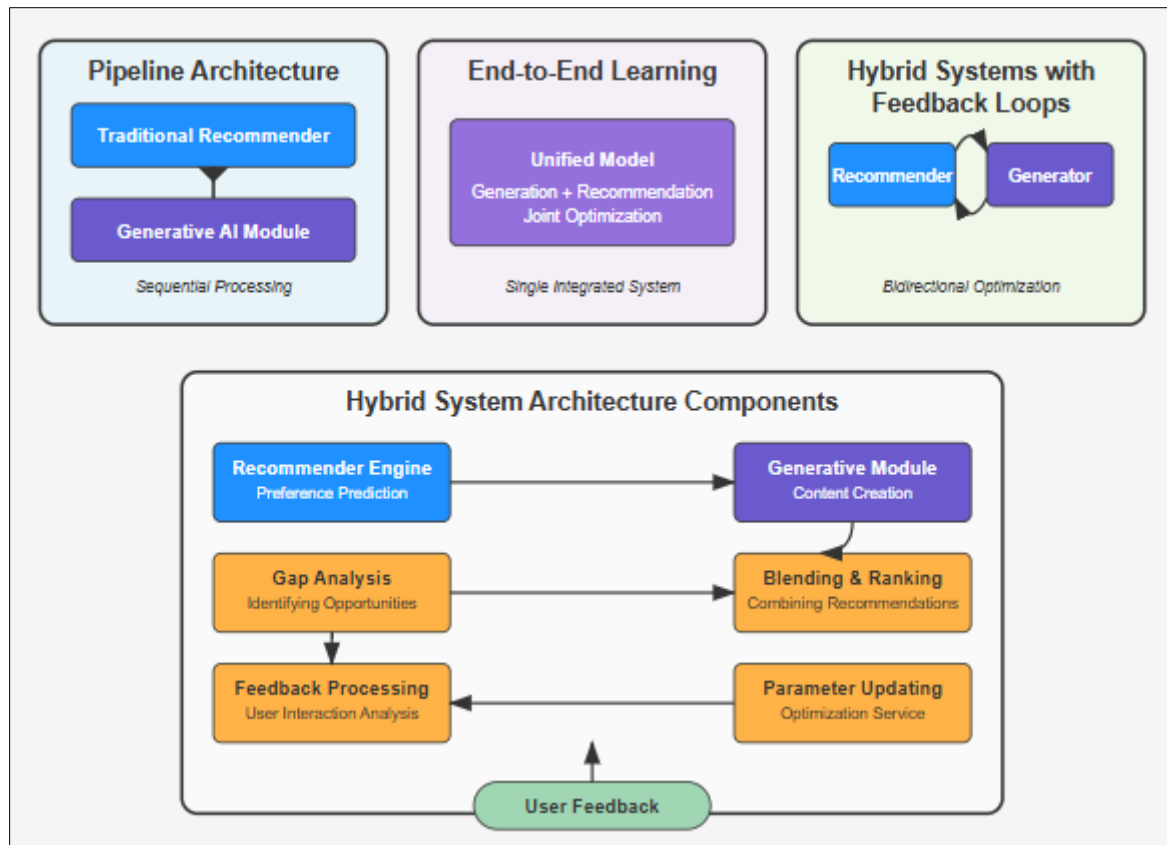 Pipeline Architecture
Traditional Recommender
Generative AI Module
Sequential Processing
End-to-End Learning
Unified Model
Generation + Recommendation
Joint Optimization
Single Integrated System
Hybrid Systems with
Feedback Loops
Recommender
Generator
Bidirectional Optimization
Hybrid System Architecture Components
Recommender Engine
Preference Prediction
Generative Module
Content Creation
Gap Analysis
Identifying Opportunities
Blending & Ranking
Combining Recommendations
Feedback Processing
User Interaction Analysis
Parameter Updating
Optimization Service
User Feedback